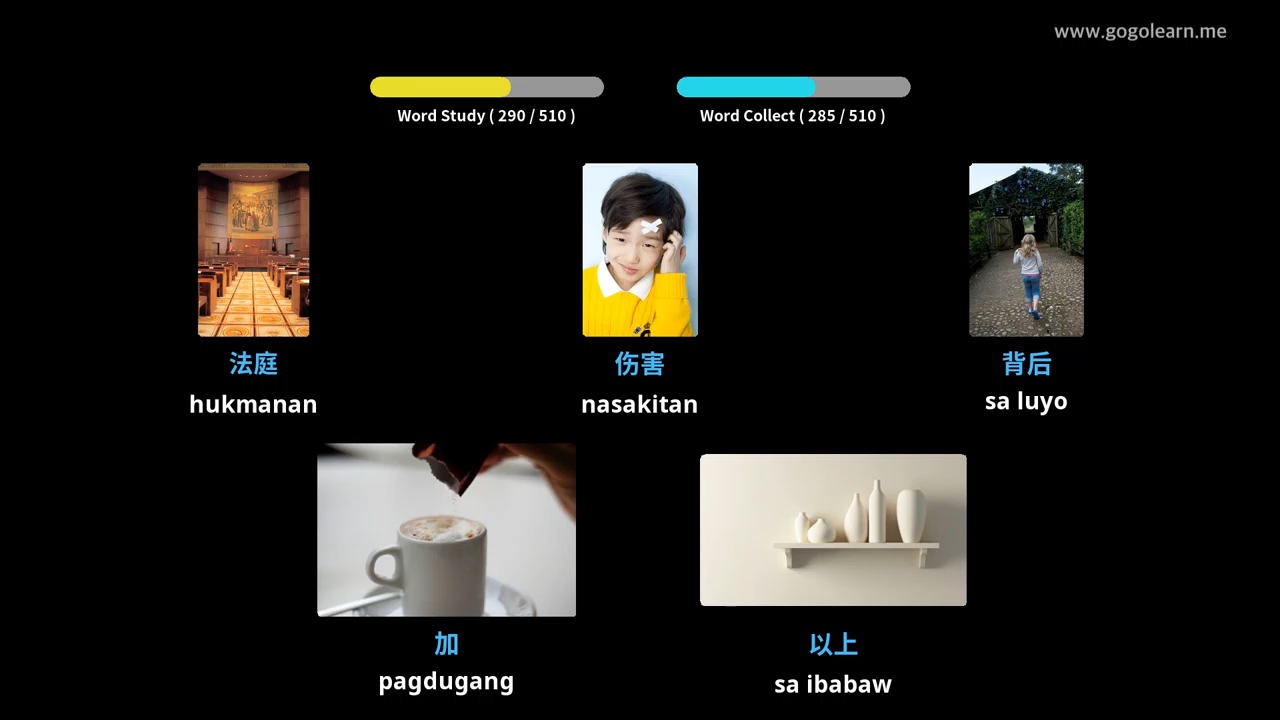 www.gogolearn.me
Word Study ( 290 / 510 )
Word Collect ( 285 / 510 )
法庭
hukmanan
伤害
nasakitan
背后
sa luyo
加
pagdugang
以上
sa ibabaw